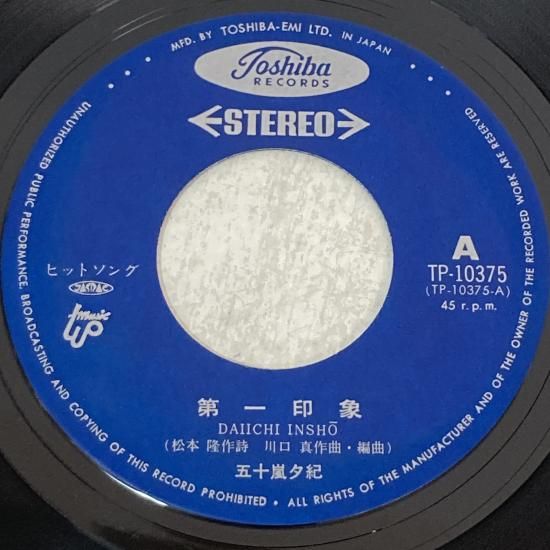 MFD. BY TOSHIBA-EMI LTD. IN JAPAN
Toshiba
RECORDS
STEREO
A
TP-10375
(TP-10375-A)
45 r.p.m.
ヒットソング
JASRAC
Music
UP
第一印象
DAIICHI INSHŌ
(松本 隆作詩 川口 真作曲・編曲)
五十嵐夕紀
UNAUTHORIZED PUBLIC PERFORMANCE, BROADCASTING AND COPYING OF THIS RECORD PROHIBITED • ALL RIGHTS OF THE MANUFACTURER AND OF THE OWNER OF THE RECORDED WORK ARE RESERVED